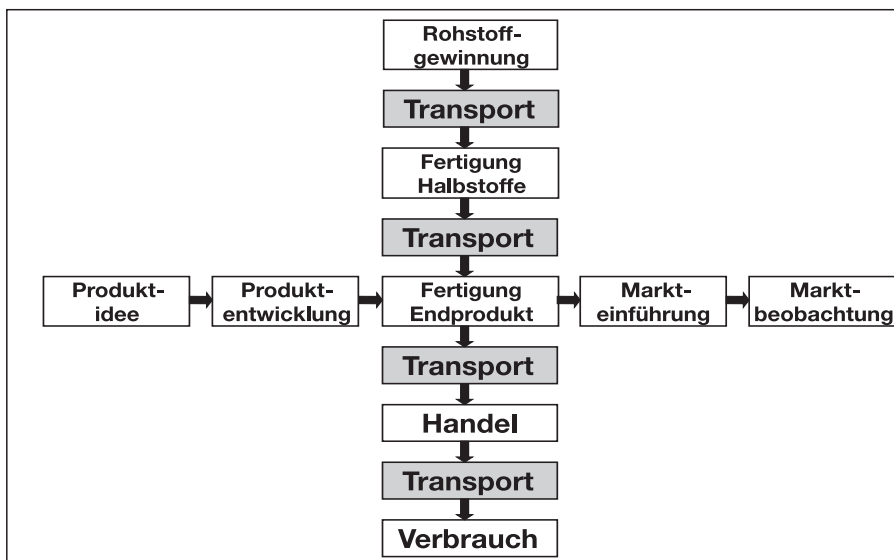 Rohstoff-
gewinnung
Transport
Fertigung
Halbstoffe
Transport
Produkt-
idee
Produkt-
entwicklung
Fertigung
Endprodukt
Markt-
einführung
Markt-
beobachtung
Transport
Handel
Transport
Verbrauch